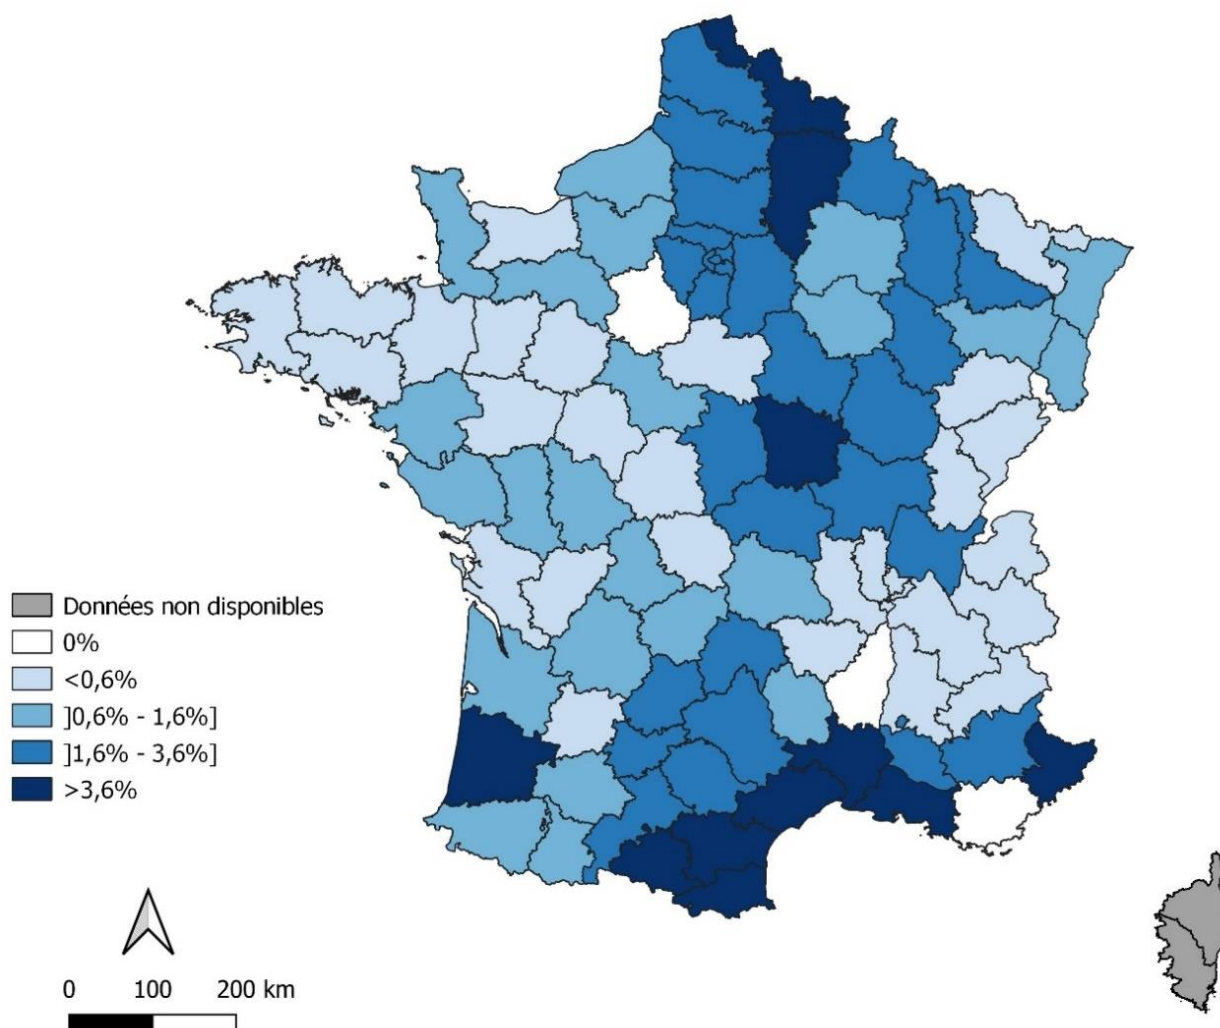 Données non disponibles
0%
<0,6%
]0,6% - 1,6%]
]1,6% - 3,6%]
>3,6%
0 100 200 km